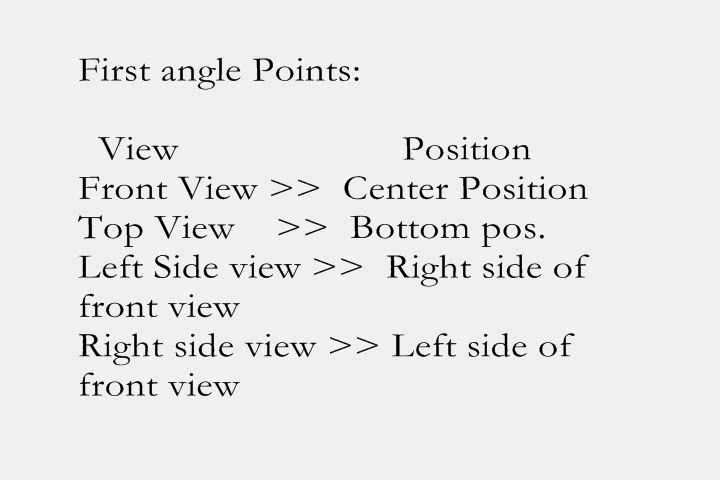 First angle Points:
View Position
Front View >> Center Position
Top View >> Bottom pos.
Left Side view >> Right side of
front view
Right side view >> Left side of
front view